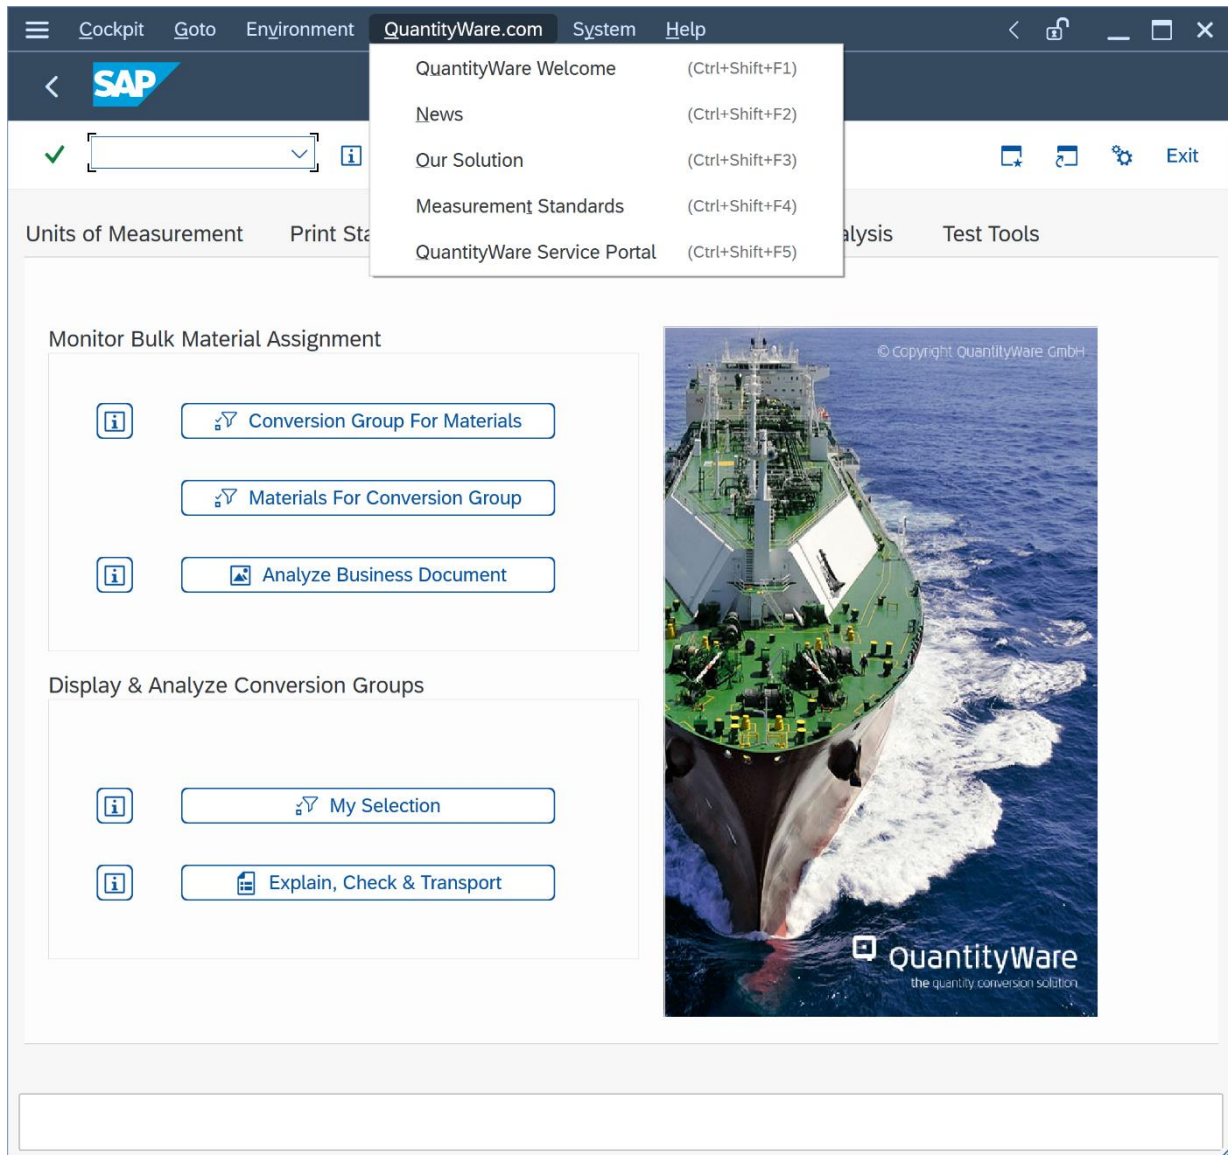 Cockpit Goto Environment QuantityWare.com System Help
SAP
QuantityWare Welcome (Ctrl+Shift+F1)
News (Ctrl+Shift+F2)
Our Solution (Ctrl+Shift+F3)
Measurement Standards (Ctrl+Shift+F4)
QuantityWare Service Portal (Ctrl+Shift+F5)
Exit
Units of Measurement Print Sta alysis Test Tools
Monitor Bulk Material Assignment
Conversion Group For Materials
Materials For Conversion Group
Analyze Business Document
Display & Analyze Conversion Groups
My Selection
Explain, Check & Transport
© Copyright QuantityWare GmbH
QuantityWare
the quantity conversion solution